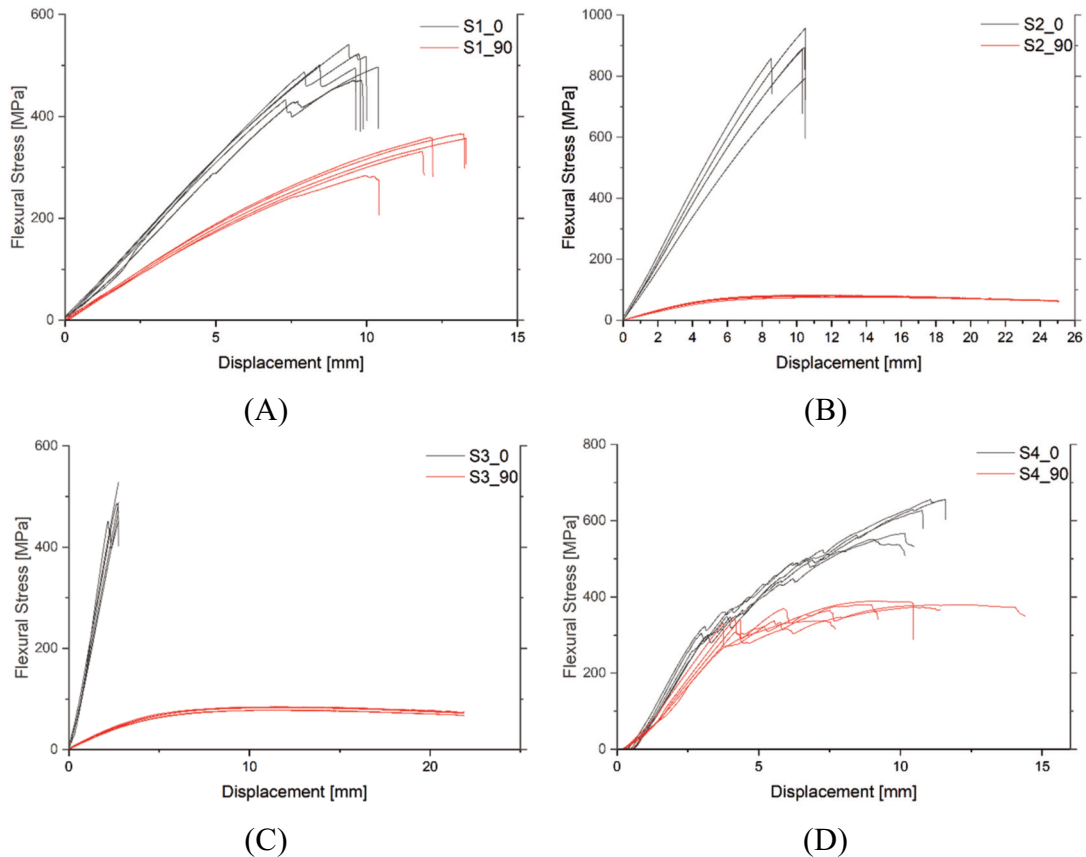 600
S1_0
S1_90
400
Flexural Stress [MPa]
200
0
0
5
10
15
Displacement [mm]
(A)
1000
S2_0
S2_90
800
600
Flexural Stress [MPa]
400
200
0
0 2 4 6 8 10 12 14 16 18 20 22 24 26
Displacement [mm]
(B)
600
S3_0
S3_90
400
Flexural Stress [MPa]
200
0
0
5
10
15
20
Displacement [mm]
(C)
800
S4_0
S4_90
600
Flexural Stress [MPa]
400
200
0
0
5
10
15
Displacement [mm]
(D)